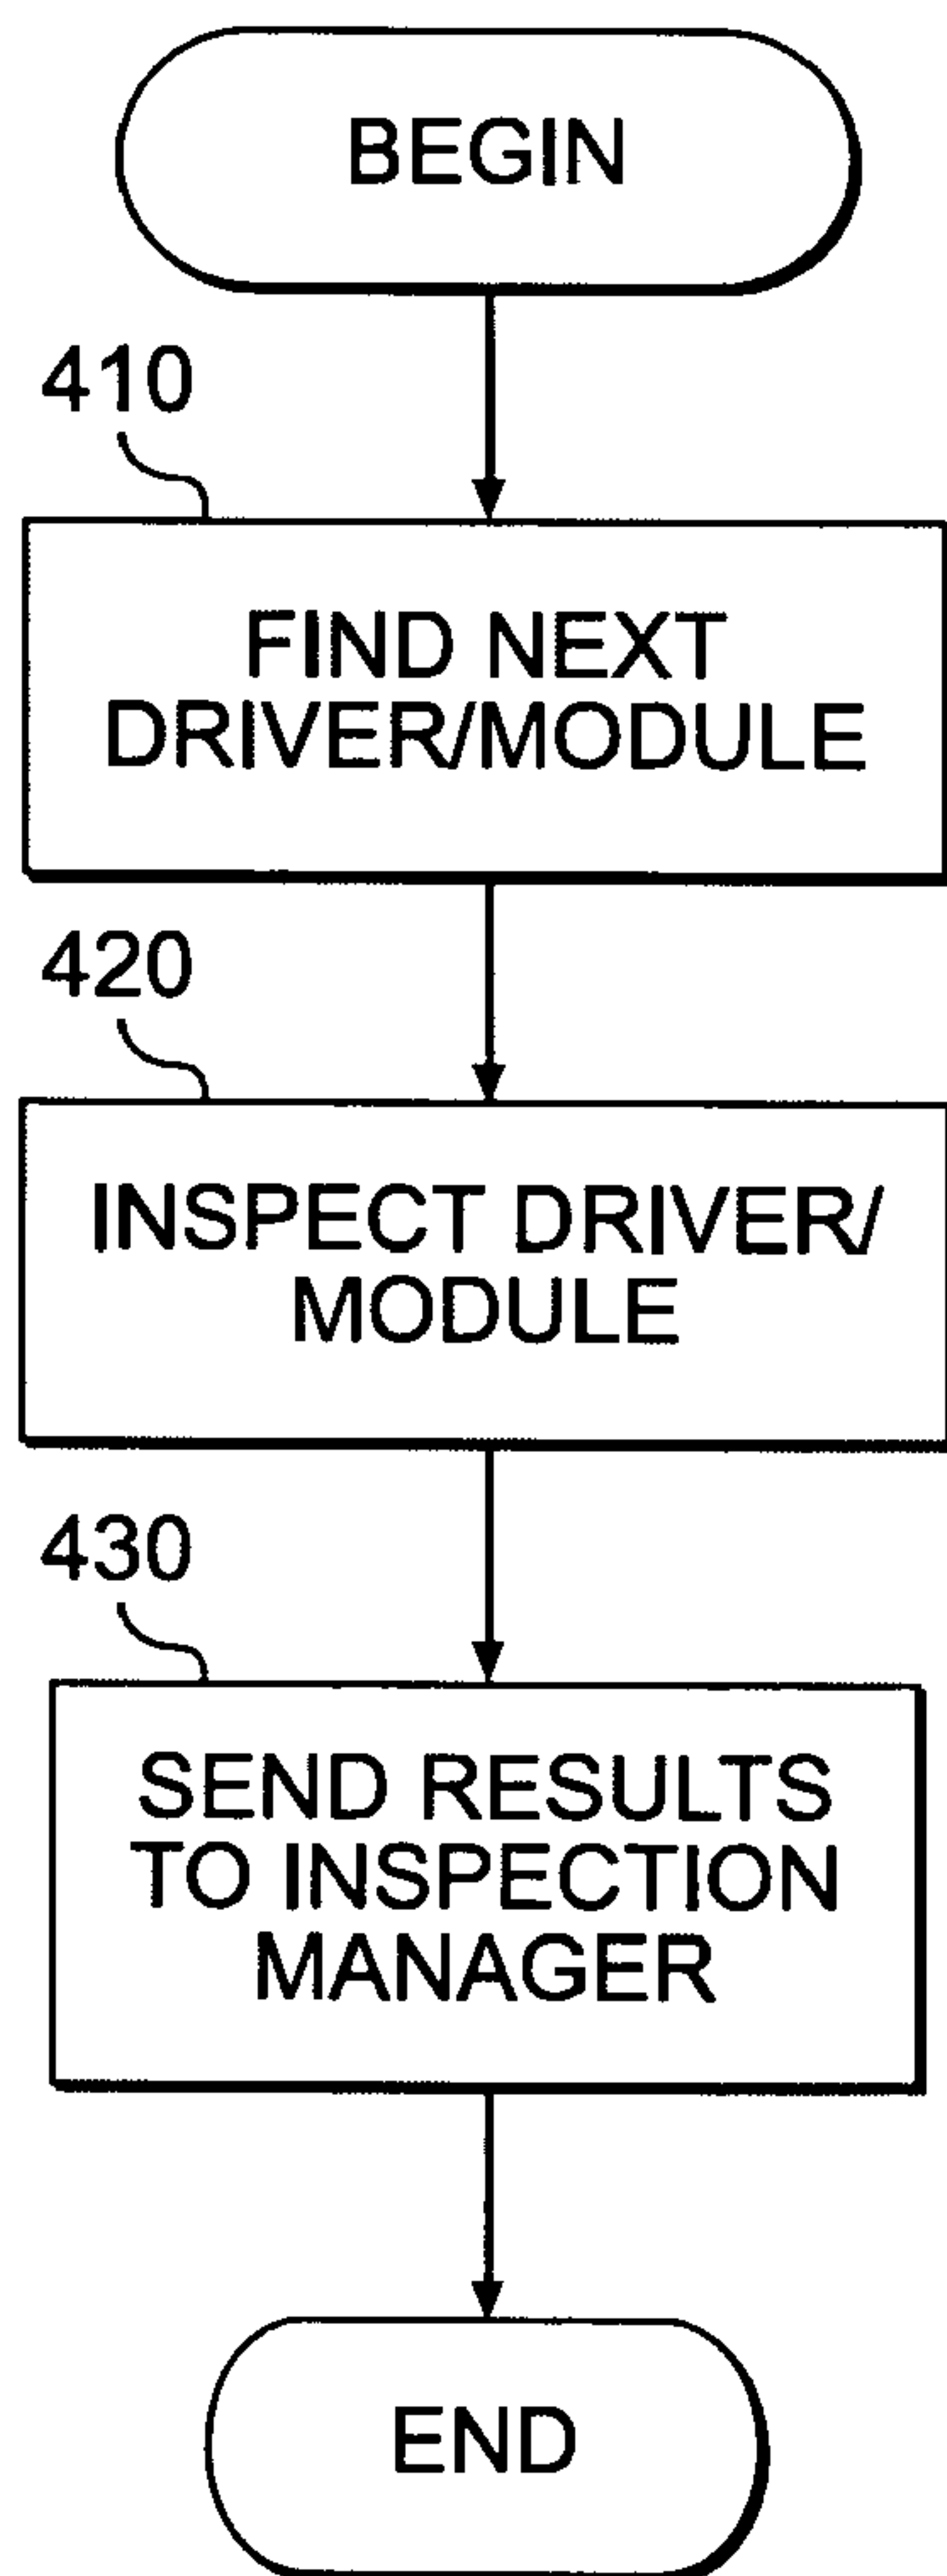 BEGIN
410
FIND NEXT
DRIVER/MODULE
420
INSPECT DRIVER/
MODULE
430
SEND RESULTS
TO INSPECTION
MANAGER
END